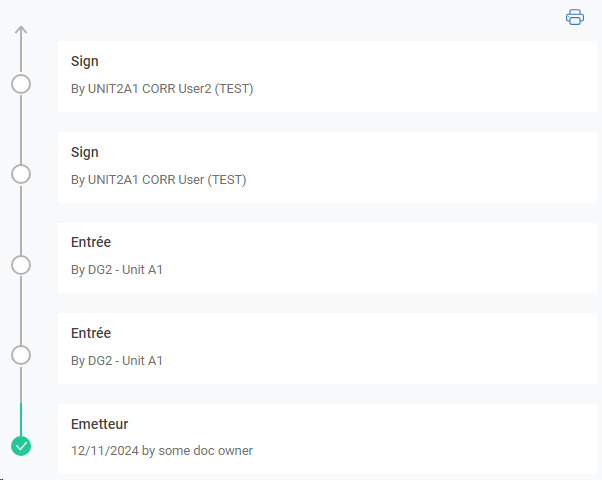 Sign
By UNIT2A1 CORR User2 (TEST)
Sign
By UNIT2A1 CORR User (TEST)
Entrée
By DG2 - Unit A1
Entrée
By DG2 - Unit A1
Emetteur
12/11/2024 by some doc owner